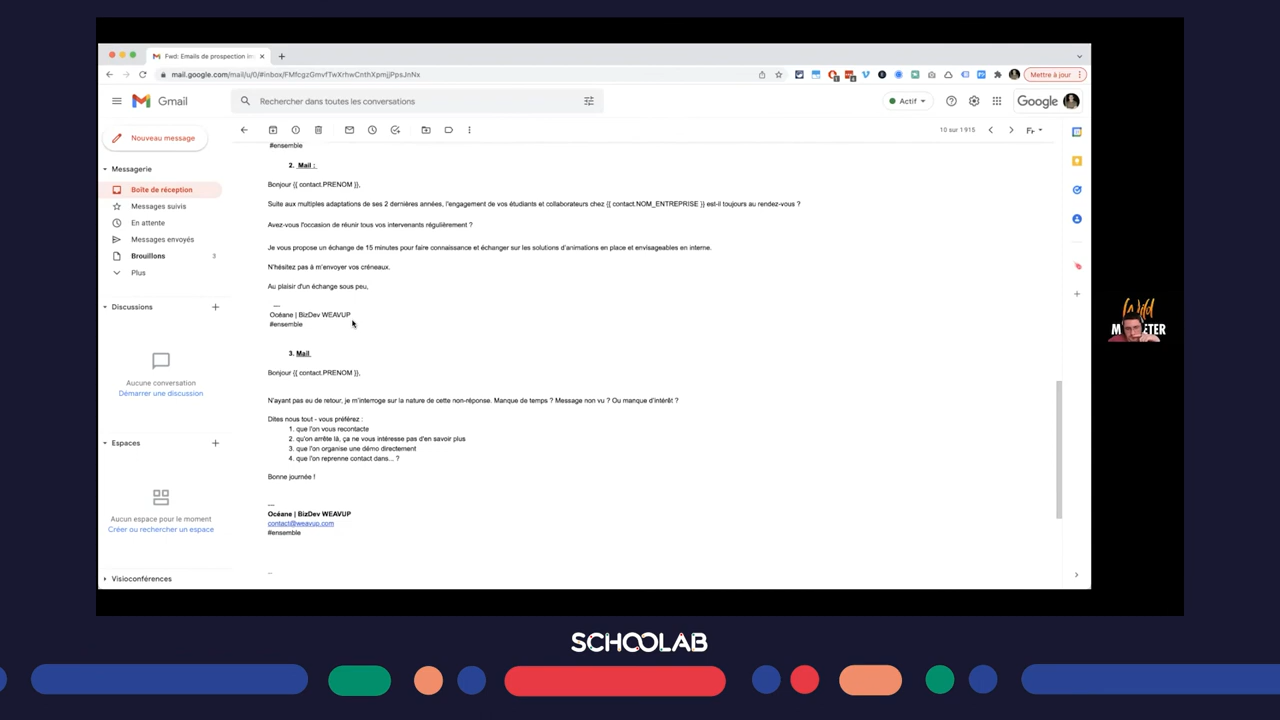 Fwd: Emails de prospection im
mail.google.com/mail/u/0/#inbox/FMfcgzGmvfTwXrhwCnthXpmjjPpsJnNx
Mettre à jour
Gmail
Rechercher dans toutes les conversations
Actif
Google
Nouveau message
10 sur 1 915
Fr
Messagerie
Boîte de réception
Messages suivis
En attente
Messages envoyés
Brouillons 3
Plus
Discussions
Aucune conversation
Démarrer une discussion
Espaces
Aucun espace pour le moment
Créer ou rechercher un espace
Visioconférences
#ensemble
2. Mail :
Bonjour {{ contact.PRENOM }},
Suite aux multiples adaptations de ses 2 dernières années, l'engagement de vos étudiants et collaborateurs chez {{ contact.NOM_ENTREPRISE }} est-il toujours au rendez-vous ?
Avez-vous l'occasion de réunir tous vos intervenants régulièrement ?
Je vous propose un échange de 15 minutes pour faire connaissance et échanger sur les solutions d'animations en place et envisageables en interne.
N'hésitez pas à m'envoyer vos créneaux.
Au plaisir d'un échange sous peu,
—
Océane | BizDev WEAVUP
#ensemble
3. Mail
Bonjour {{ contact.PRENOM }},
N'ayant pas eu de retour, je m'interroge sur la nature de cette non-réponse. Manque de temps ? Message non vu ? Ou manque d'intérêt ?
Dites nous tout - vous préférez :
1. que l'on vous recontacte
2. qu'on arrête là, ça ne vous intéresse pas d'en savoir plus
3. que l'on organise une démo directement
4. que l'on reprenne contact dans... ?
Bonne journée !
—
Océane | BizDev WEAVUP
contact@weavup.com
#ensemble
--
Wild
SCHOOLAB